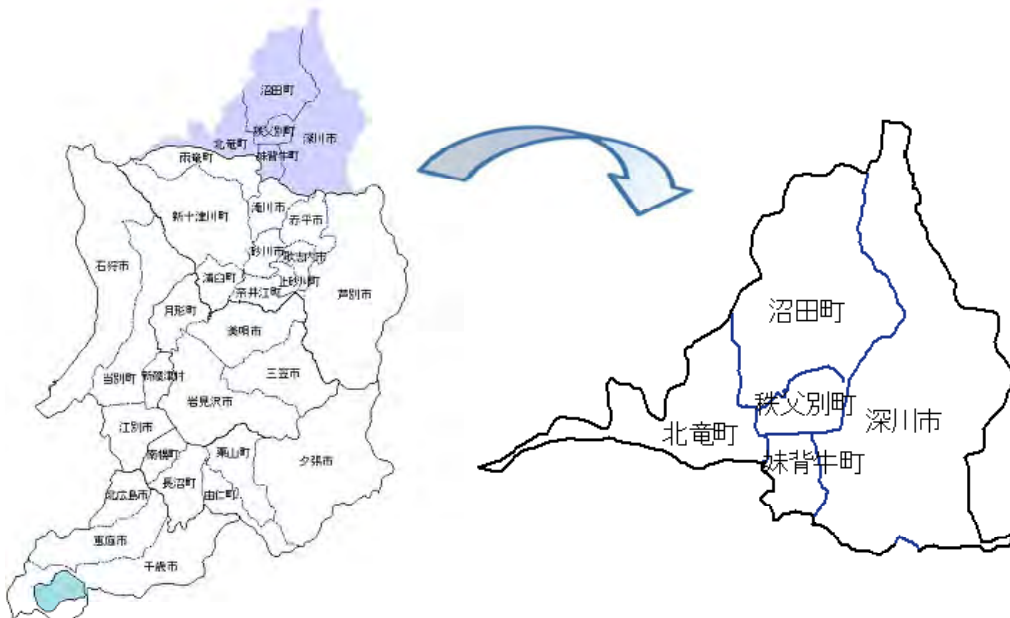 沼田町
秩父別町
北竜町
深川市
妹背牛町
雨竜町
新十津川町
滝川市
赤平市
石狩市
砂川市
歌志内市
浦臼町
上砂川町
奈井江町
芦別市
月形町
美唄市
三笠市
当別町
新篠津村
岩見沢市
江別市
南幌町
栗山町
夕張市
長沼町
北広島市
由仁町
恵庭市
千歳市
沼田町
秩父別町
深川市
北竜町
妹背牛町